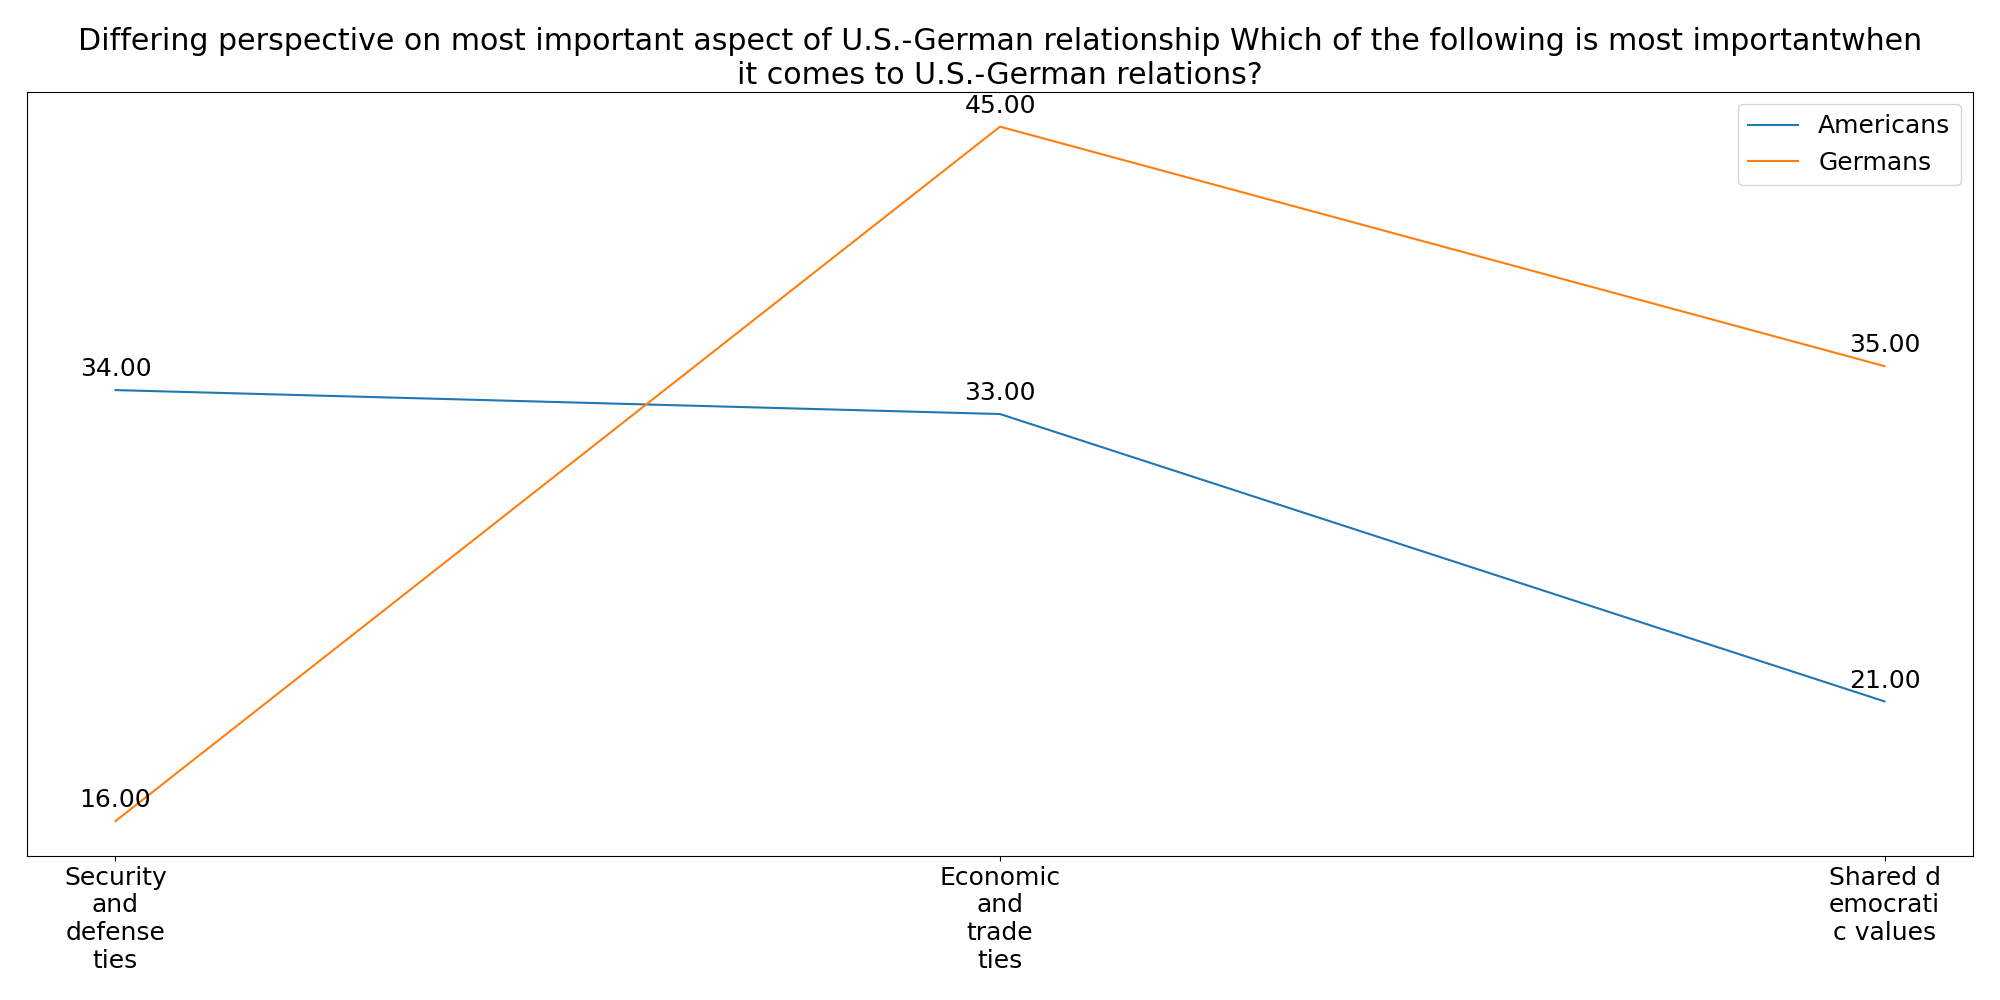 Differing perspective on most important aspect of U.S.-German relationship Which of the following is most importantwhen
it comes to U.S.-German relations?
45.00
Americans
Germans
34.00
33.00
35.00
21.00
16.00
Security
and
defense
ties
Economic
and
trade
ties
Shared d
emocrati
c values